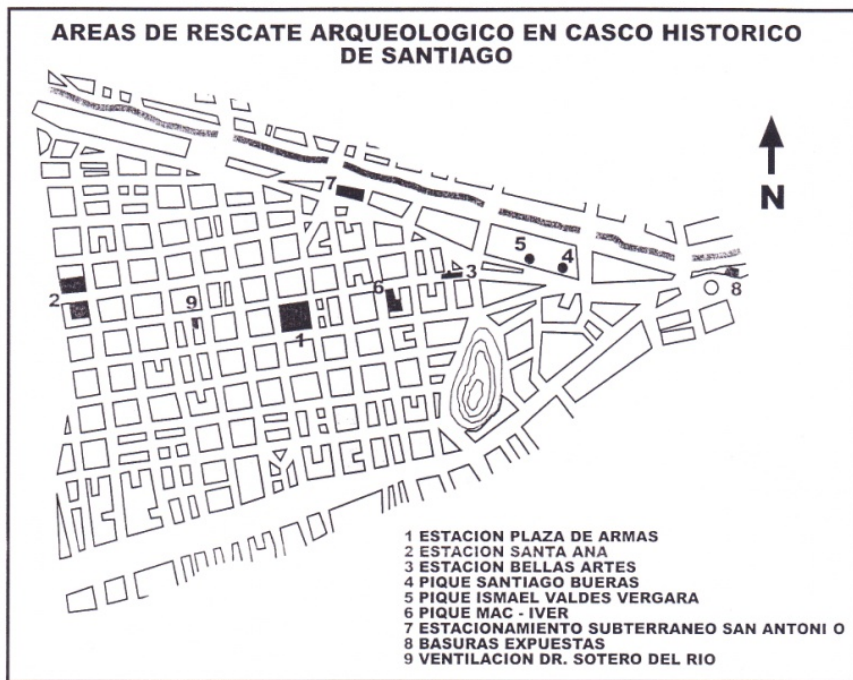 AREAS DE RESCATE ARQUEOLOGICO EN CASCO HISTORICO
DE SANTIAGO
N
7
5
4
3
8
2
9
6
1
1 ESTACION PLAZA DE ARMAS
2 ESTACION SANTA ANA
3 ESTACION BELLAS ARTES
4 PIQUE SANTIAGO BUERAS
5 PIQUE ISMAEL VALDES VERGARA
6 PIQUE MAC - IVER
7 ESTACIONAMIENTO SUBTERRANEO SAN ANTONI O
8 BASURAS EXPUESTAS
9 VENTILACION DR. SOTERO DEL RIO